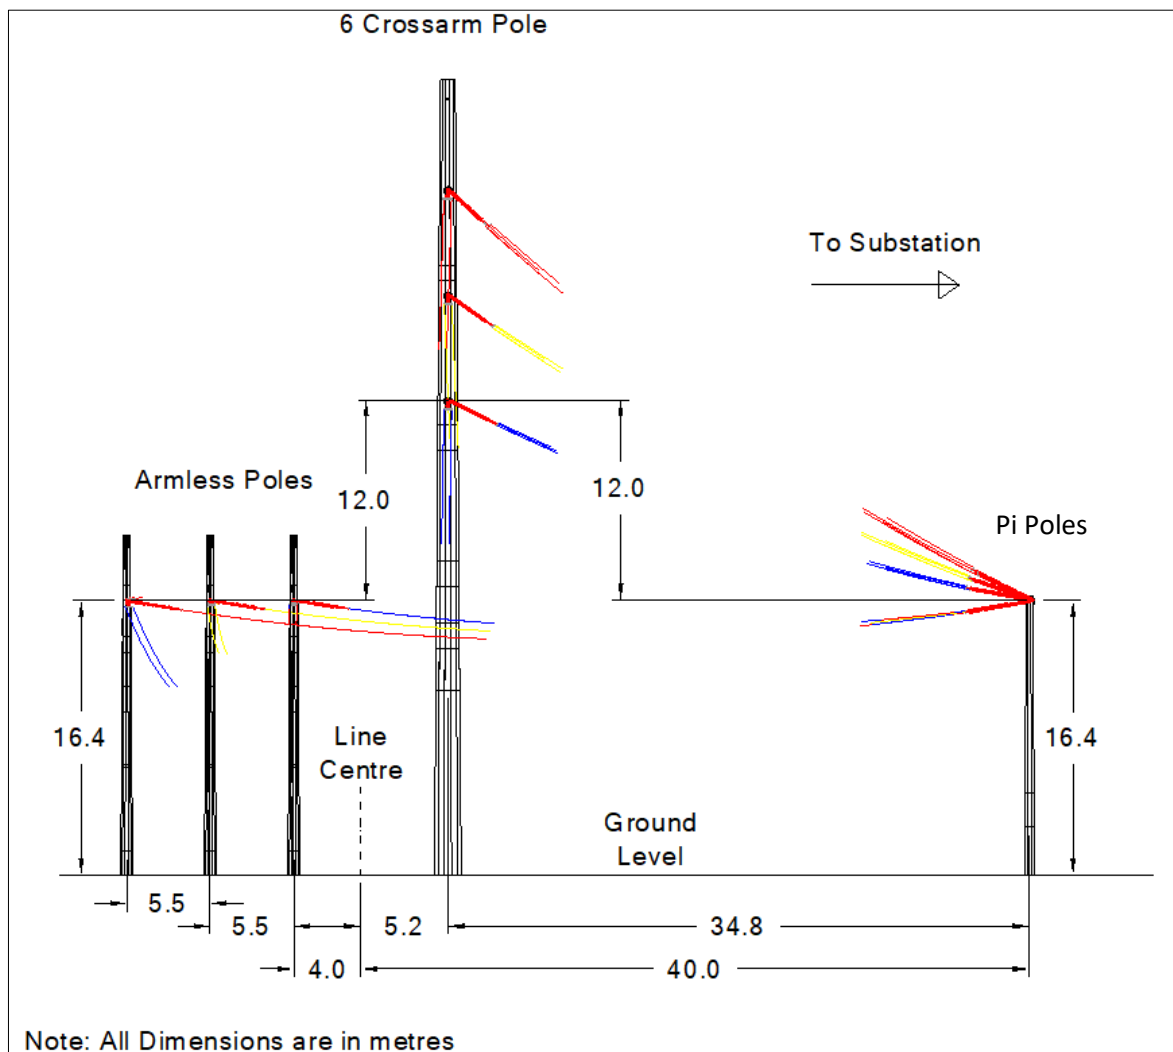 6 Crossarm Pole
To Substation
Armless Poles
12.0
12.0
Pi Poles
16.4
Line
Centre
16.4
Ground
Level
5.5
5.5
5.2
34.8
4.0
40.0
Note: All Dimensions are in metres